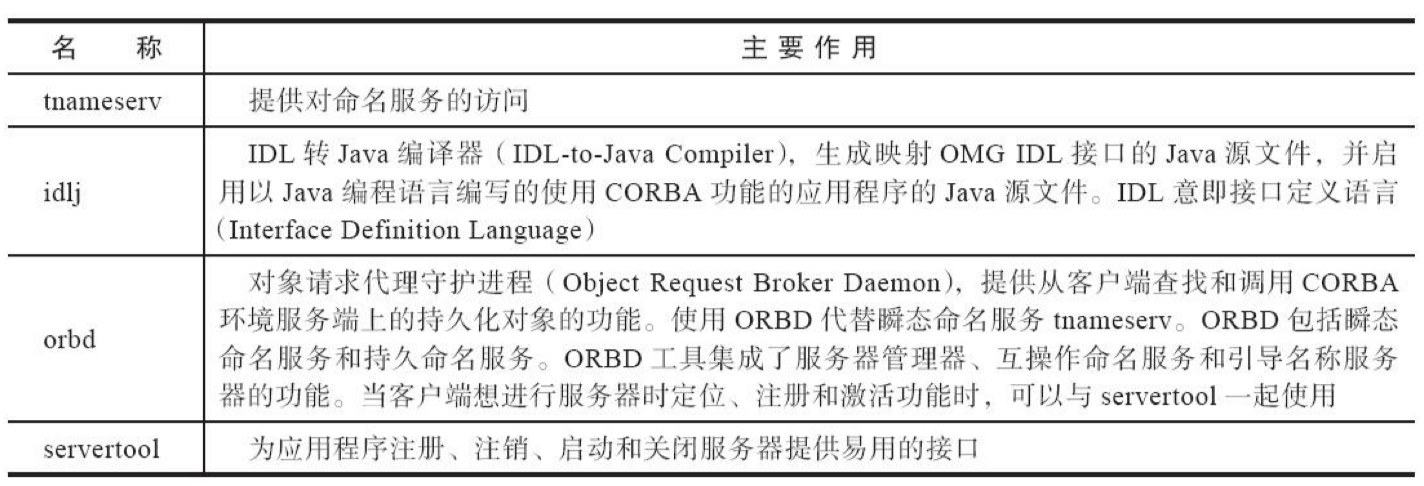 名 称 主 要 作 用
tnameserv 提供对命名服务的访问
IDL 转 Java 编译器（IDL-to-Java Compiler），生成映射 OMG IDL 接口的 Java 源文件，并启
idlj 用以 Java 编程语言编写的使用 CORBA 功能的应用程序的 Java 源文件。IDL 意即接口定义语言
（Interface Definition Language）
对象请求代理守护进程（Object Request Broker Daemon），提供从客户端查找和调用 CORBA
环境服务端上的持久化对象的功能。使用 ORBD 代替瞬态命名服务 tnameserv。ORBD 包括瞬态
orbd
命名服务和持久命名服务。ORBD 工具集成了服务器管理器、互操作命名服务和引导名称服务
器的功能。当客户端想进行服务器时定位、注册和激活功能时，可以与 servertool 一起使用
servertool 为应用程序注册、注销、启动和关闭服务器提供易用的接口